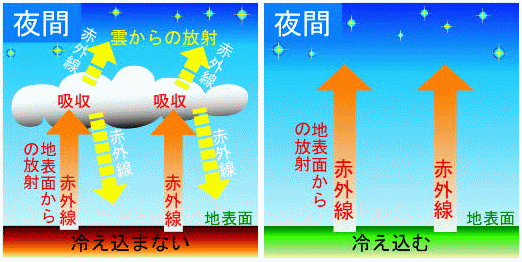 夜間
雲からの放射
赤外線
赤外線
吸収
吸収
赤外線
赤外線
地表面からの放射
赤外線
赤外線
地表面
冷え込まない
夜間
地表面からの放射
赤外線
赤外線
地表面
冷え込む